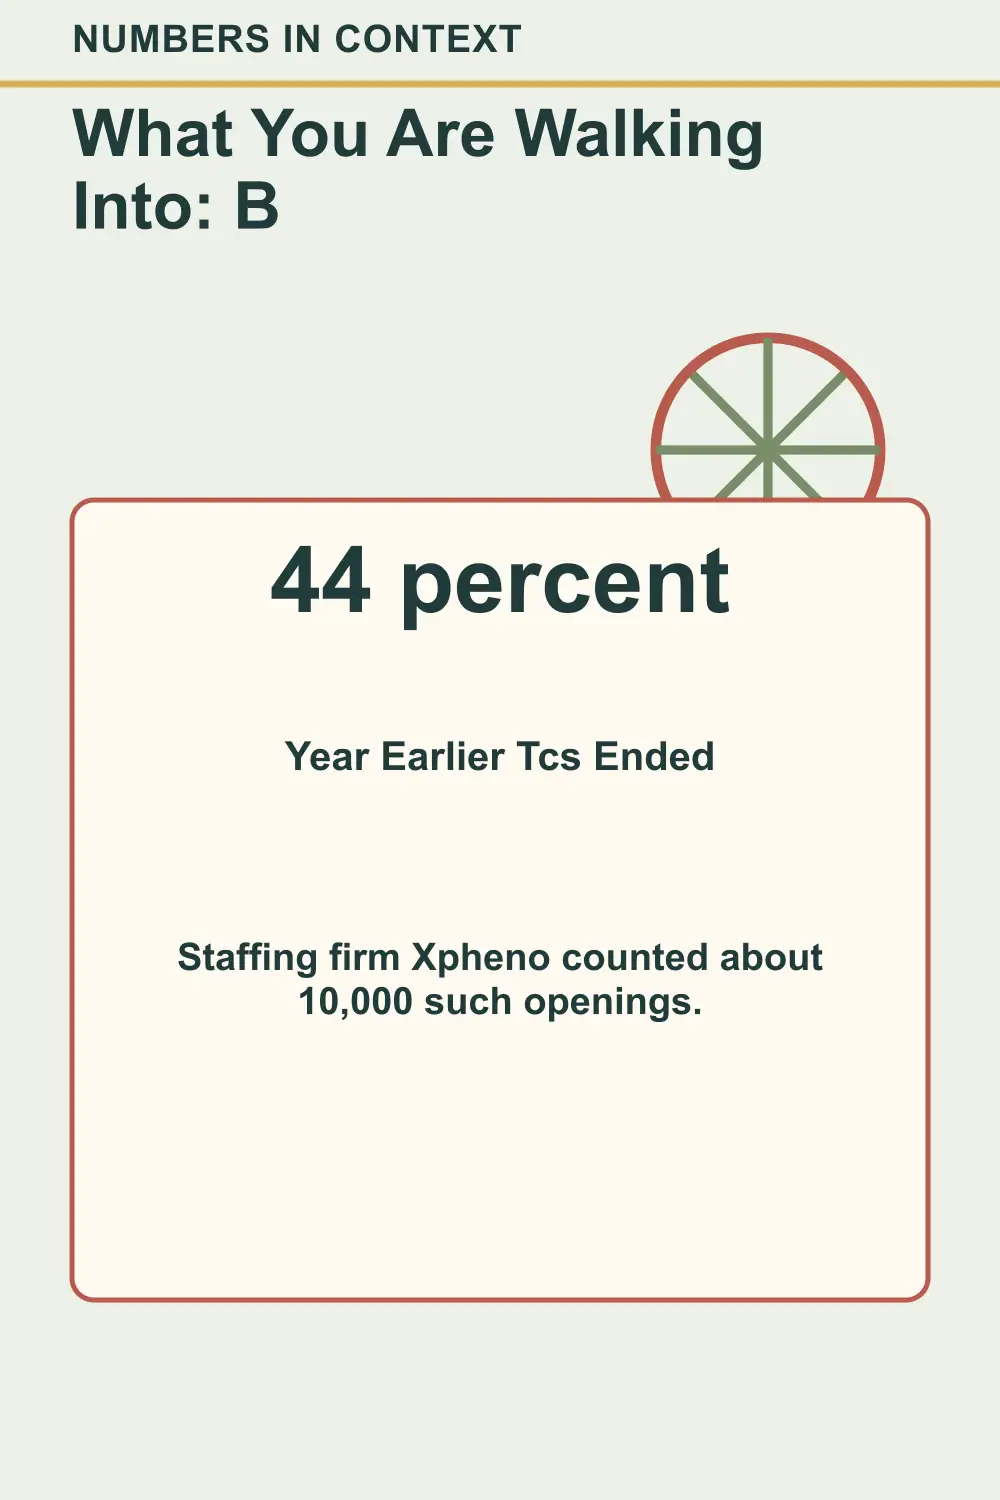 NUMBERS IN CONTEXT
What You Are Walking
Into: B
44 percent
Year Earlier Tcs Ended
Staffing firm Xpheno counted about
10,000 such openings.